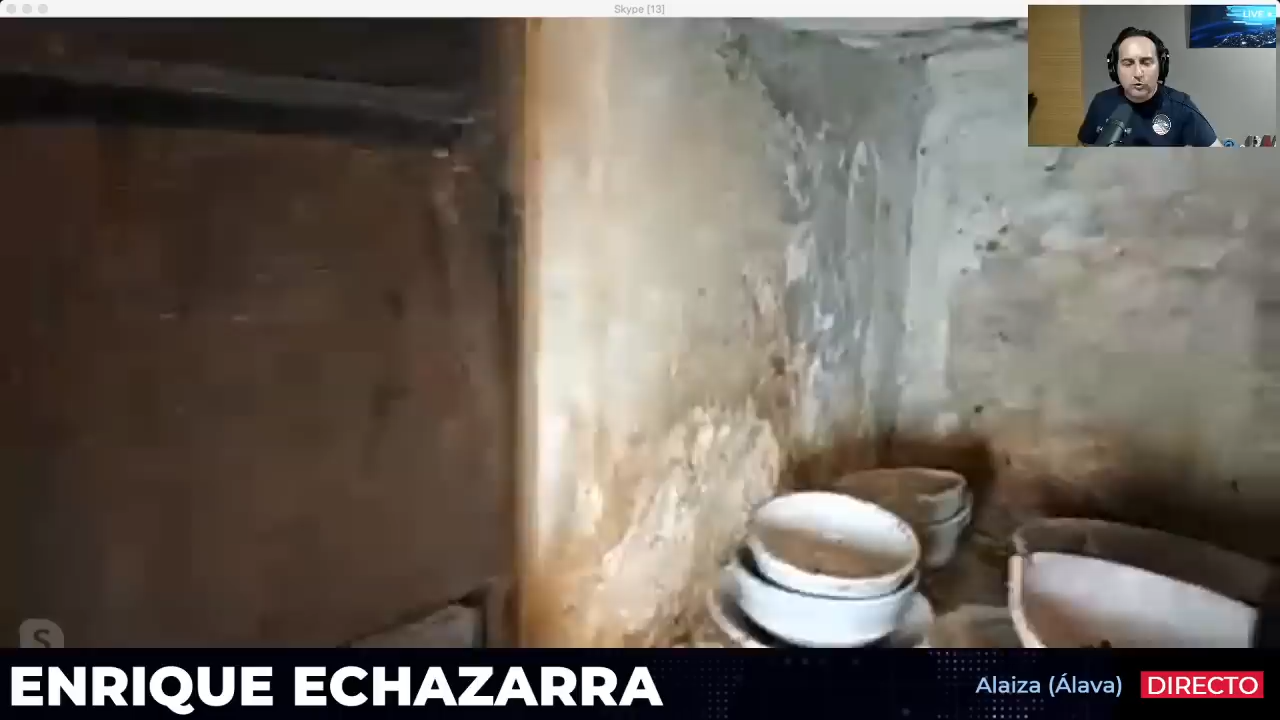 Skype [13]
LIVE
S
ENRIQUE ECHAZARRA
Alaiza (Álava)
DIRECTO